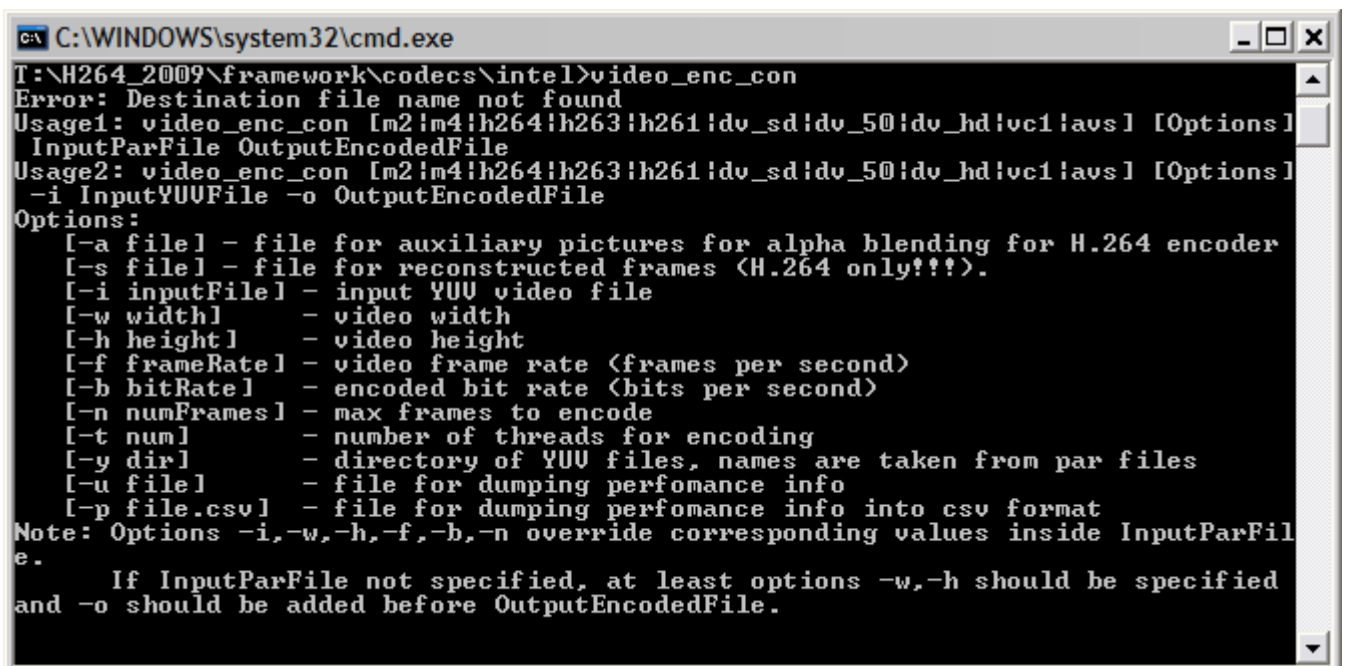 C:\WINDOWS\system32\cmd.exe
T:\H264_2009\framework\codecs\intel>video_enc_con
Error: Destination file name not found
Usage1: video_enc_con [m2|m4|h264|h263|h261|dv_sd|dv_50|dv_hd|vc1|avs] [Options]
InputParFile OutputEncodedFile
Usage2: video_enc_con [m2|m4|h264|h263|h261|dv_sd|dv_50|dv_hd|vc1|avs] [Options]
-i InputYUVFile -o OutputEncodedFile
Options:
[-a file] - file for auxiliary pictures for alpha blending for H.264 encoder
[-s file] - file for reconstructed frames (H.264 only!!!).
[-i inputFile] - input YUV video file
[-w width] - video width
[-h height] - video height
[-f frameRate] - video frame rate (frames per second)
[-b bitRate] - encoded bit rate (bits per second)
[-n numFrames] - max frames to encode
[-t num] - number of threads for encoding
[-y dir] - directory of YUV files, names are taken from par files
[-u file] - file for dumping perfomance info
[-p file.csv] - file for dumping perfomance info into csv format
Note: Options -i,-w,-h,-f,-b,-n override corresponding values inside InputParFil
e.
If InputParFile not specified, at least options -w,-h should be specified
and -o should be added before OutputEncodedFile.